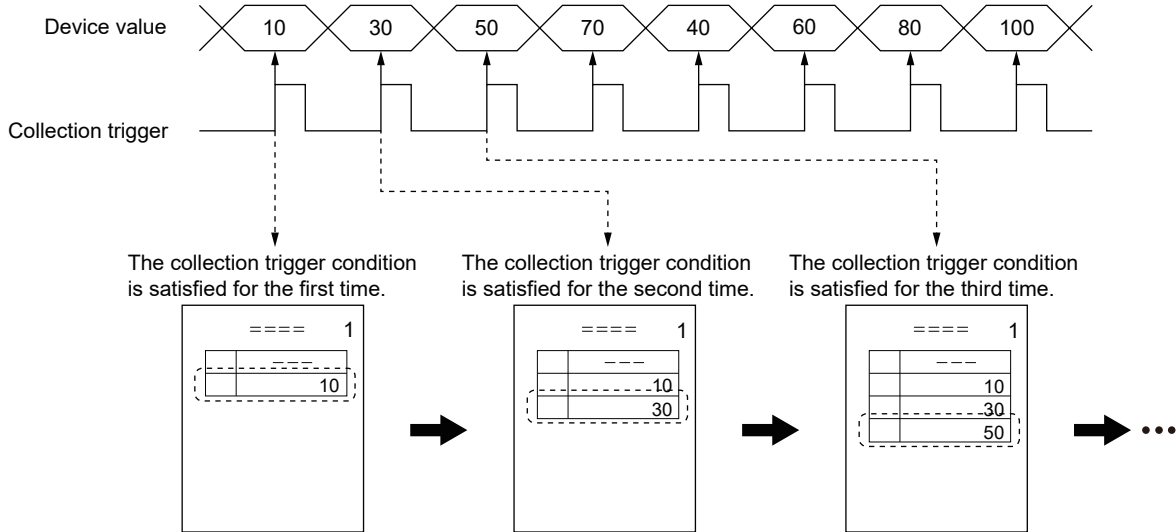 Device value 10 30 50 70 40 60 80 100
Collection trigger
The collection trigger condition
is satisfied for the first time.
The collection trigger condition
is satisfied for the second time.
The collection trigger condition
is satisfied for the third time.
==== 1
---
10
==== 1
---
10
30
==== 1
---
10
30
50
•••